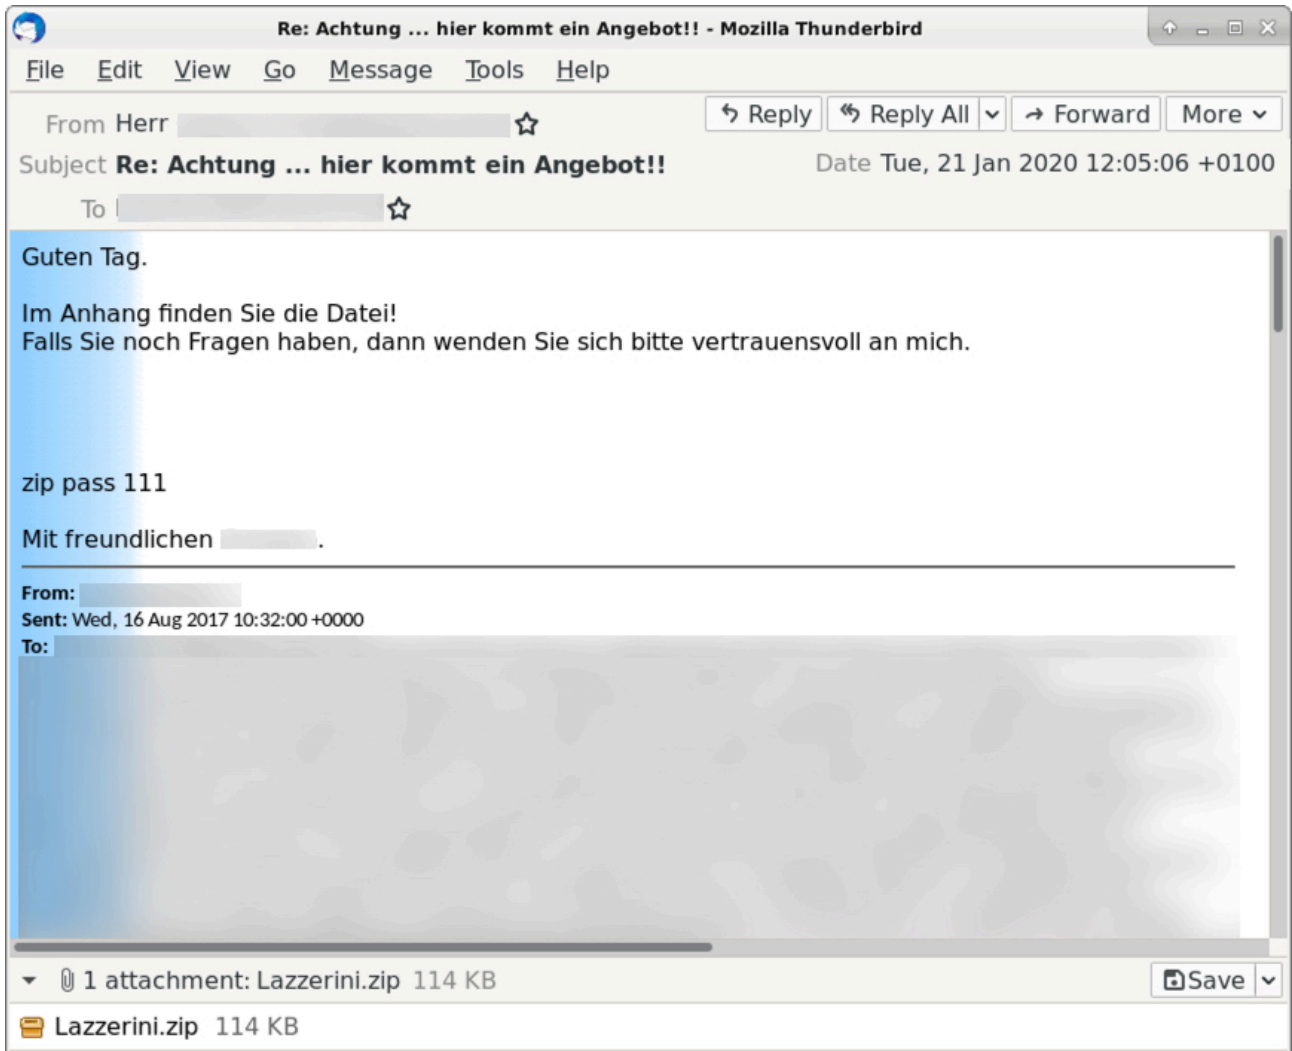 Re: Achtung ... hier kommt ein Angebot!! - Mozilla Thunderbird
File Edit View Go Message Tools Help
From Herr
Reply Reply All Forward More
Subject Re: Achtung ... hier kommt ein Angebot!! Date Tue, 21 Jan 2020 12:05:06 +0100
To
Guten Tag.
Im Anhang finden Sie die Datei!
Falls Sie noch Fragen haben, dann wenden Sie sich bitte vertrauensvoll an mich.
zip pass 111
Mit freundlichen .
From:
Sent: Wed, 16 Aug 2017 10:32:00 +0000
To:
1 attachment: Lazzerini.zip 114 KB Save
Lazzerini.zip 114 KB